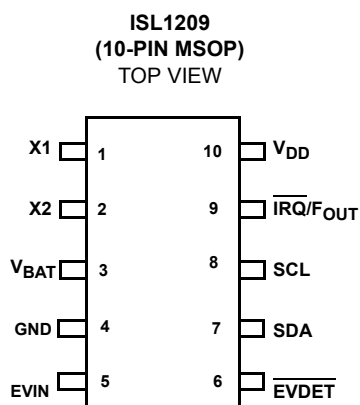 ISL1209
(10-PIN MSOP)
TOP VIEW
X1 1 10 VDD
X2 2 9 IRQ/FOUT
VBAT 3 8 SCL
GND 4 7 SDA
EVIN 5 6 EVDET